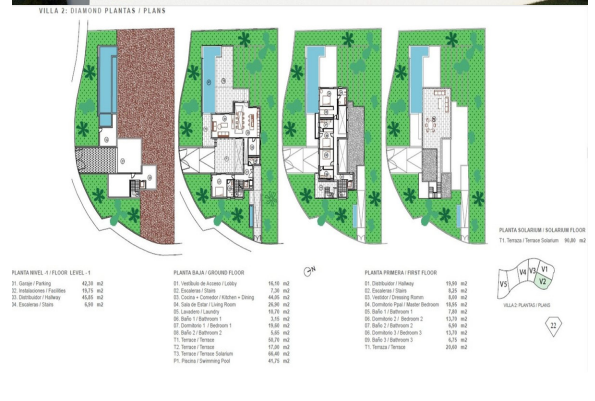 VILLA 2: DIAMOND PLANTAS / PLANS
PLANTA SOLARIUM / SOLARIUM FLOOR
T1. Terraza / Terrace Solarium 90,80 m2
PLANTA NIVEL -1 / FLOOR LEVEL - 1
01. Garaje / Parking 42,30 m2
02. Instalaciones / Facilities 19,75 m2
03. Distribuidor / Hallway 45,85 m2
04. Escaleras / Stairs 6,50 m2
PLANTA BAJA / GROUND FLOOR
01. Vestíbulo de Acceso / Lobby 16,10 m2
02. Escaleras / Stairs 7,30 m2
03. Cocina + Comedor / Kitchen + Dining 44,05 m2
04. Sala de Estar / Living Room 26,90 m2
05. Lavadero / Laundry 10,70 m2
06. Baño 1 / Bathroom 1 3,10 m2
07. Dormitorio 1 / Bedroom 1 19,60 m2
08. Baño 2 / Bathroom 2 5,65 m2
T1. Terraza / Terrace 50,70 m2
T2. Terraza / Terrace 17,00 m2
T3. Terraza / Terrace Solarium 66,40 m2
P1. Piscina / Swimming Pool 41,75 m2
N
PLANTA PRIMERA / FIRST FLOOR
01. Distribuidor / Hallway 19,90 m2
02. Escaleras / Stairs 6,25 m2
03. Vestidor / Dressing Romm 8,00 m2
04. Dormitorio Ppal / Master Bedrom 18,55 m2
05. Baño 1 / Bathroom 1 7,80 m2
06. Dormitorio 2 / Bedroom 2 13,70 m2
07. Baño 2 / Bathroom 2 6,50 m2
08. Dormitorio 3 / Bedroom 3 13,70 m2
09. Baño 3 / Bathroom 3 6,75 m2
T1. Terraza / Terrace 20,60 m2
V5 V4 V3 V1
V2
VILLA 2: PLANTAS / PLANS
22